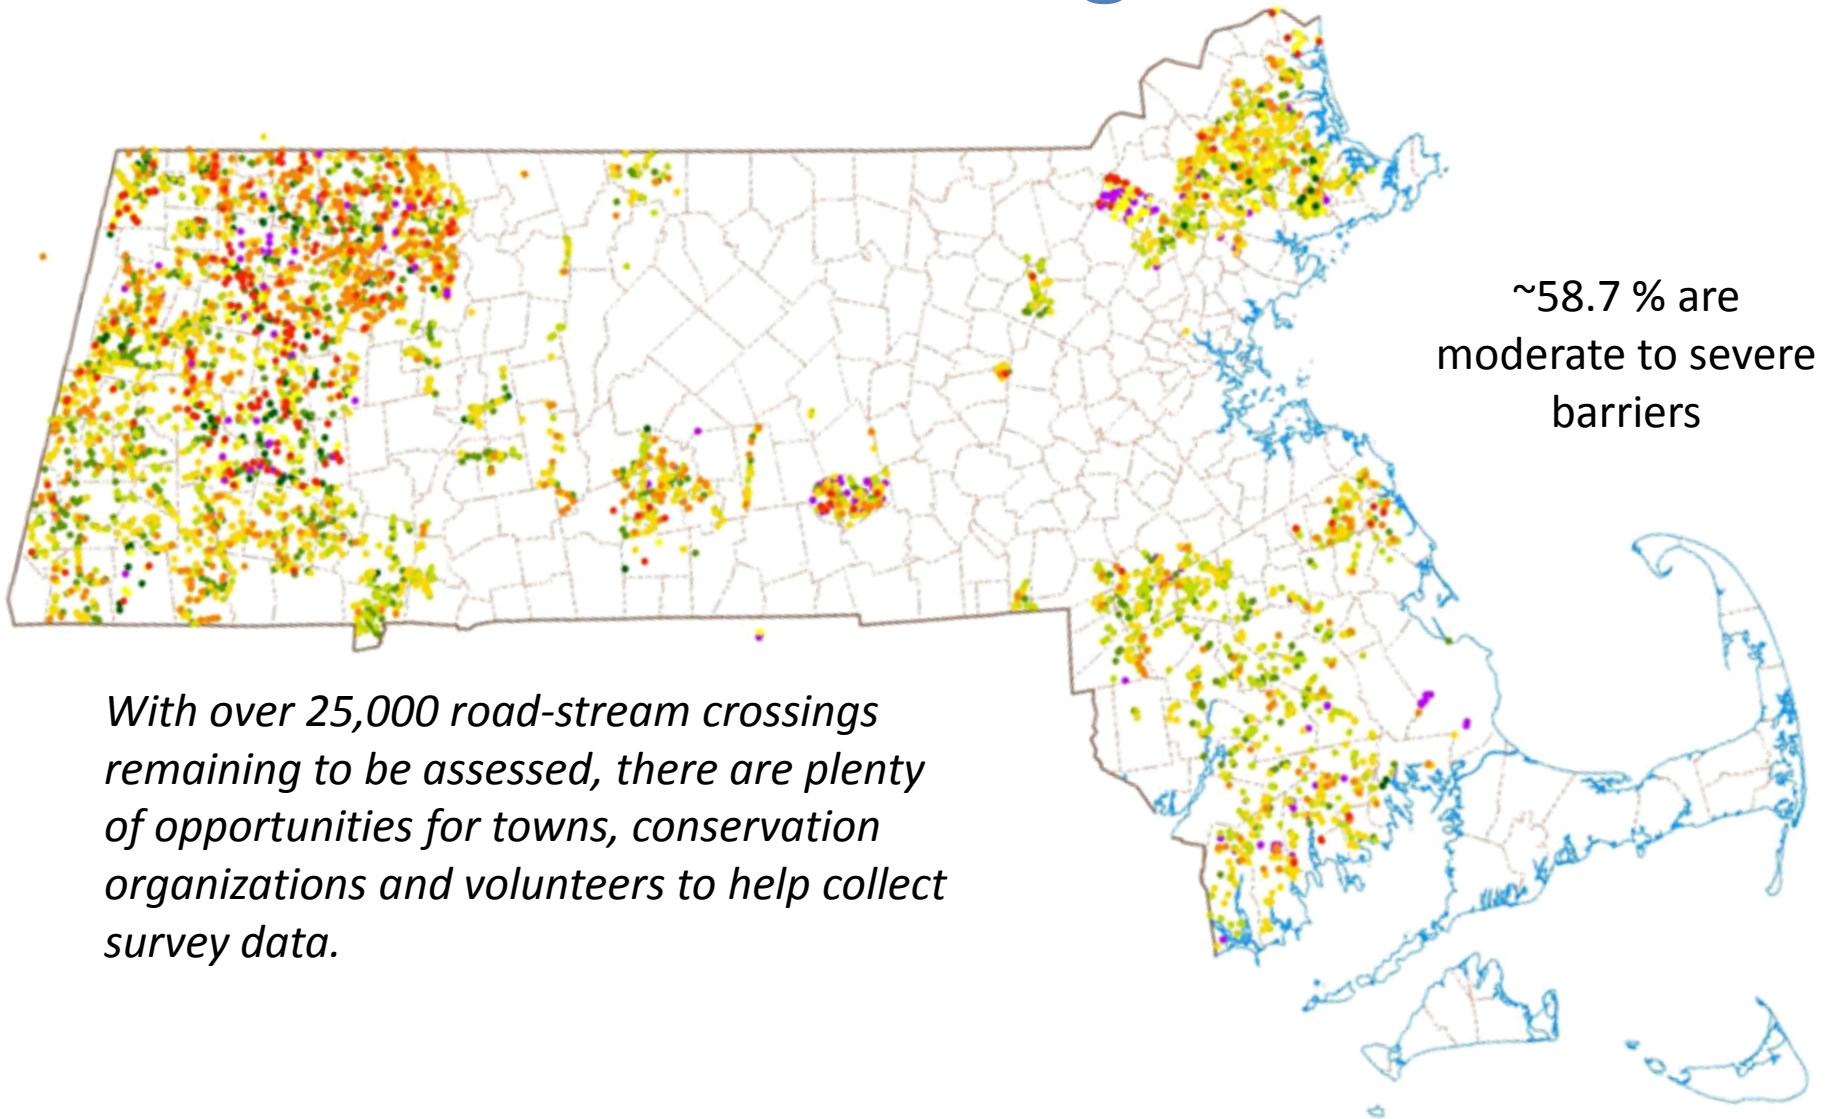 ~58.7 % are
moderate to severe
barriers
With over 25,000 road-stream crossings
remaining to be assessed, there are plenty
of opportunities for towns, conservation
organizations and volunteers to help collect
survey data.